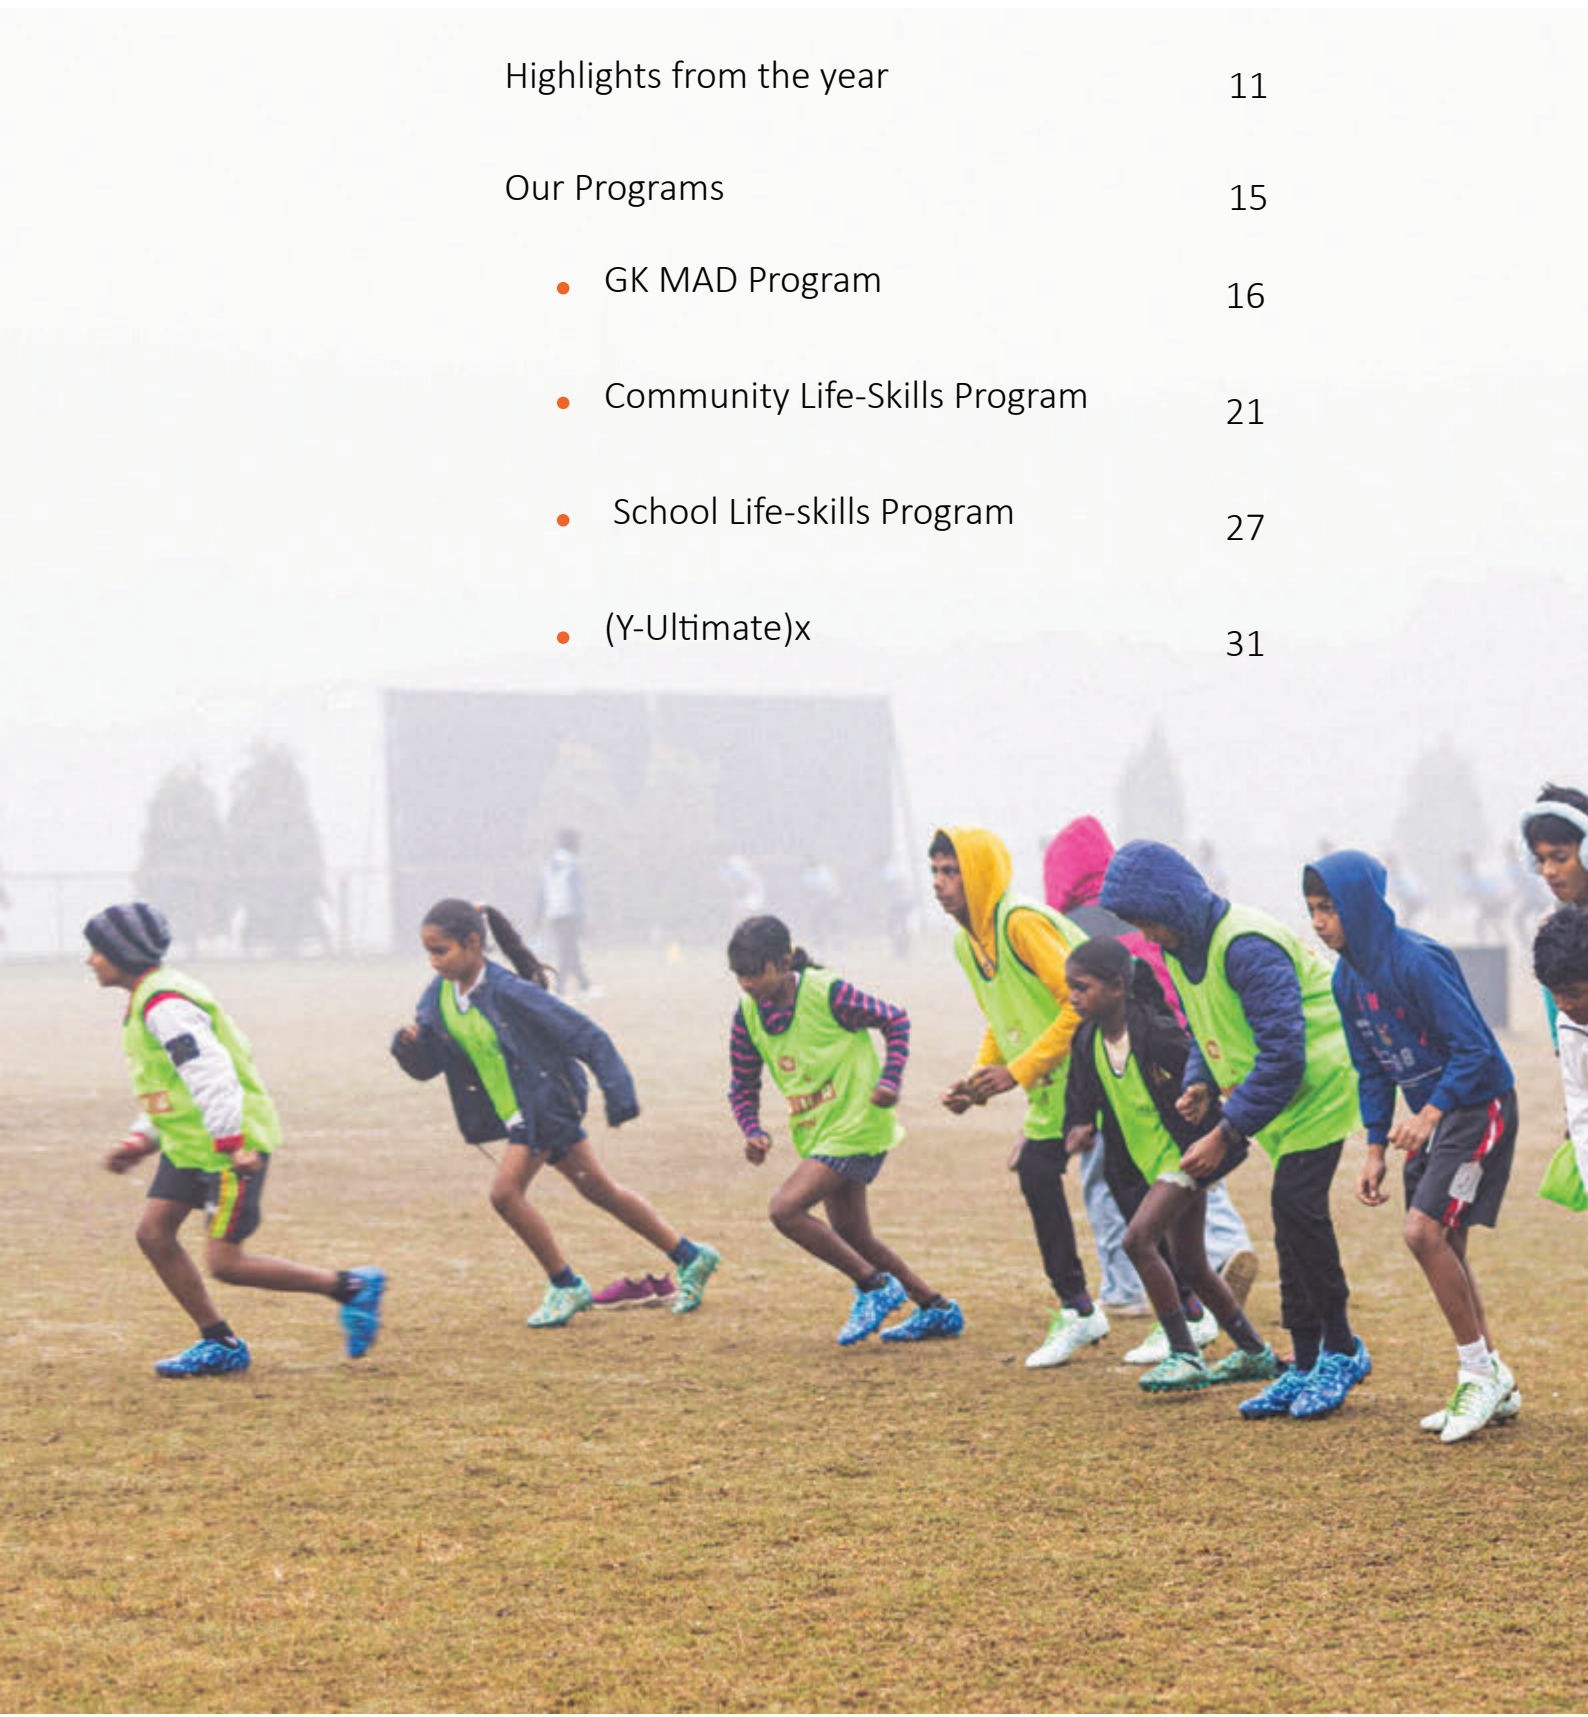 Highlights from the year 11
Our Programs 15
• GK MAD Program 16
• Community Life-Skills Program 21
• School Life-skills Program 27
• (Y-Ultimate)x 31